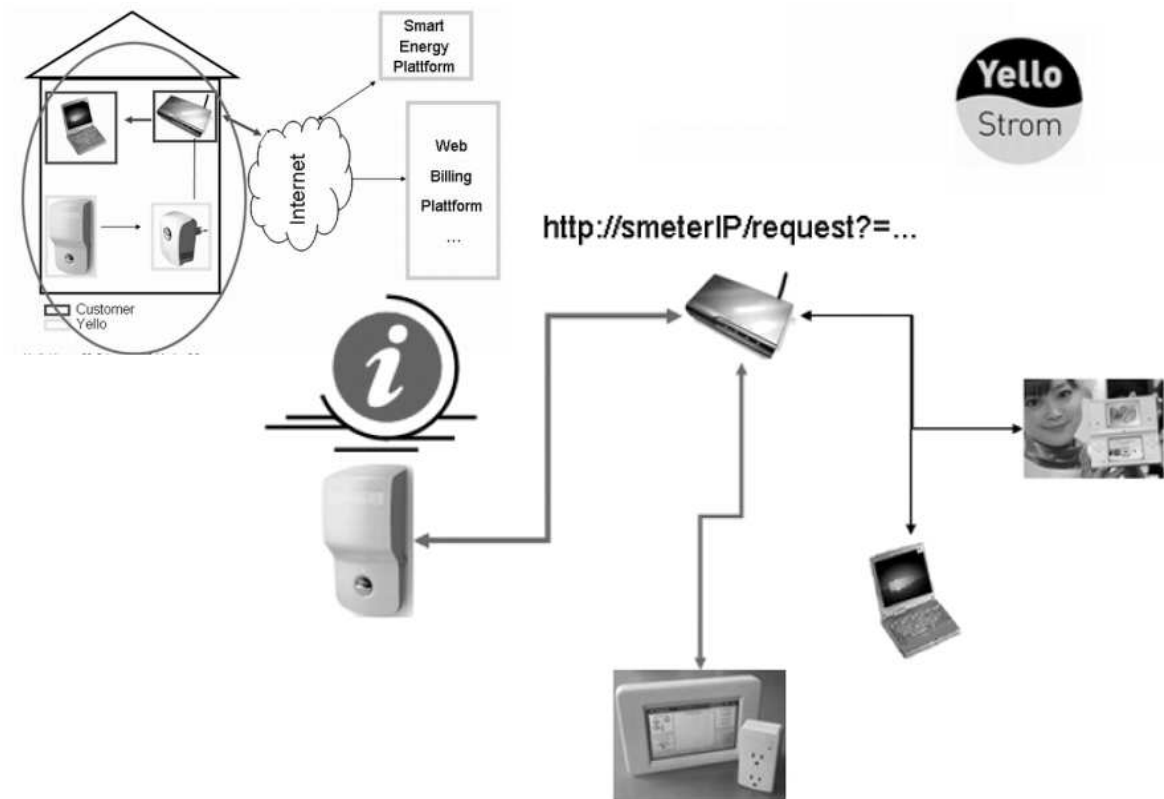 Smart
Energy
Plattform
Web
Billing
Plattform
...
Internet
Customer
Yello
Yello
Strom
http://smeterIP/request?=...
i